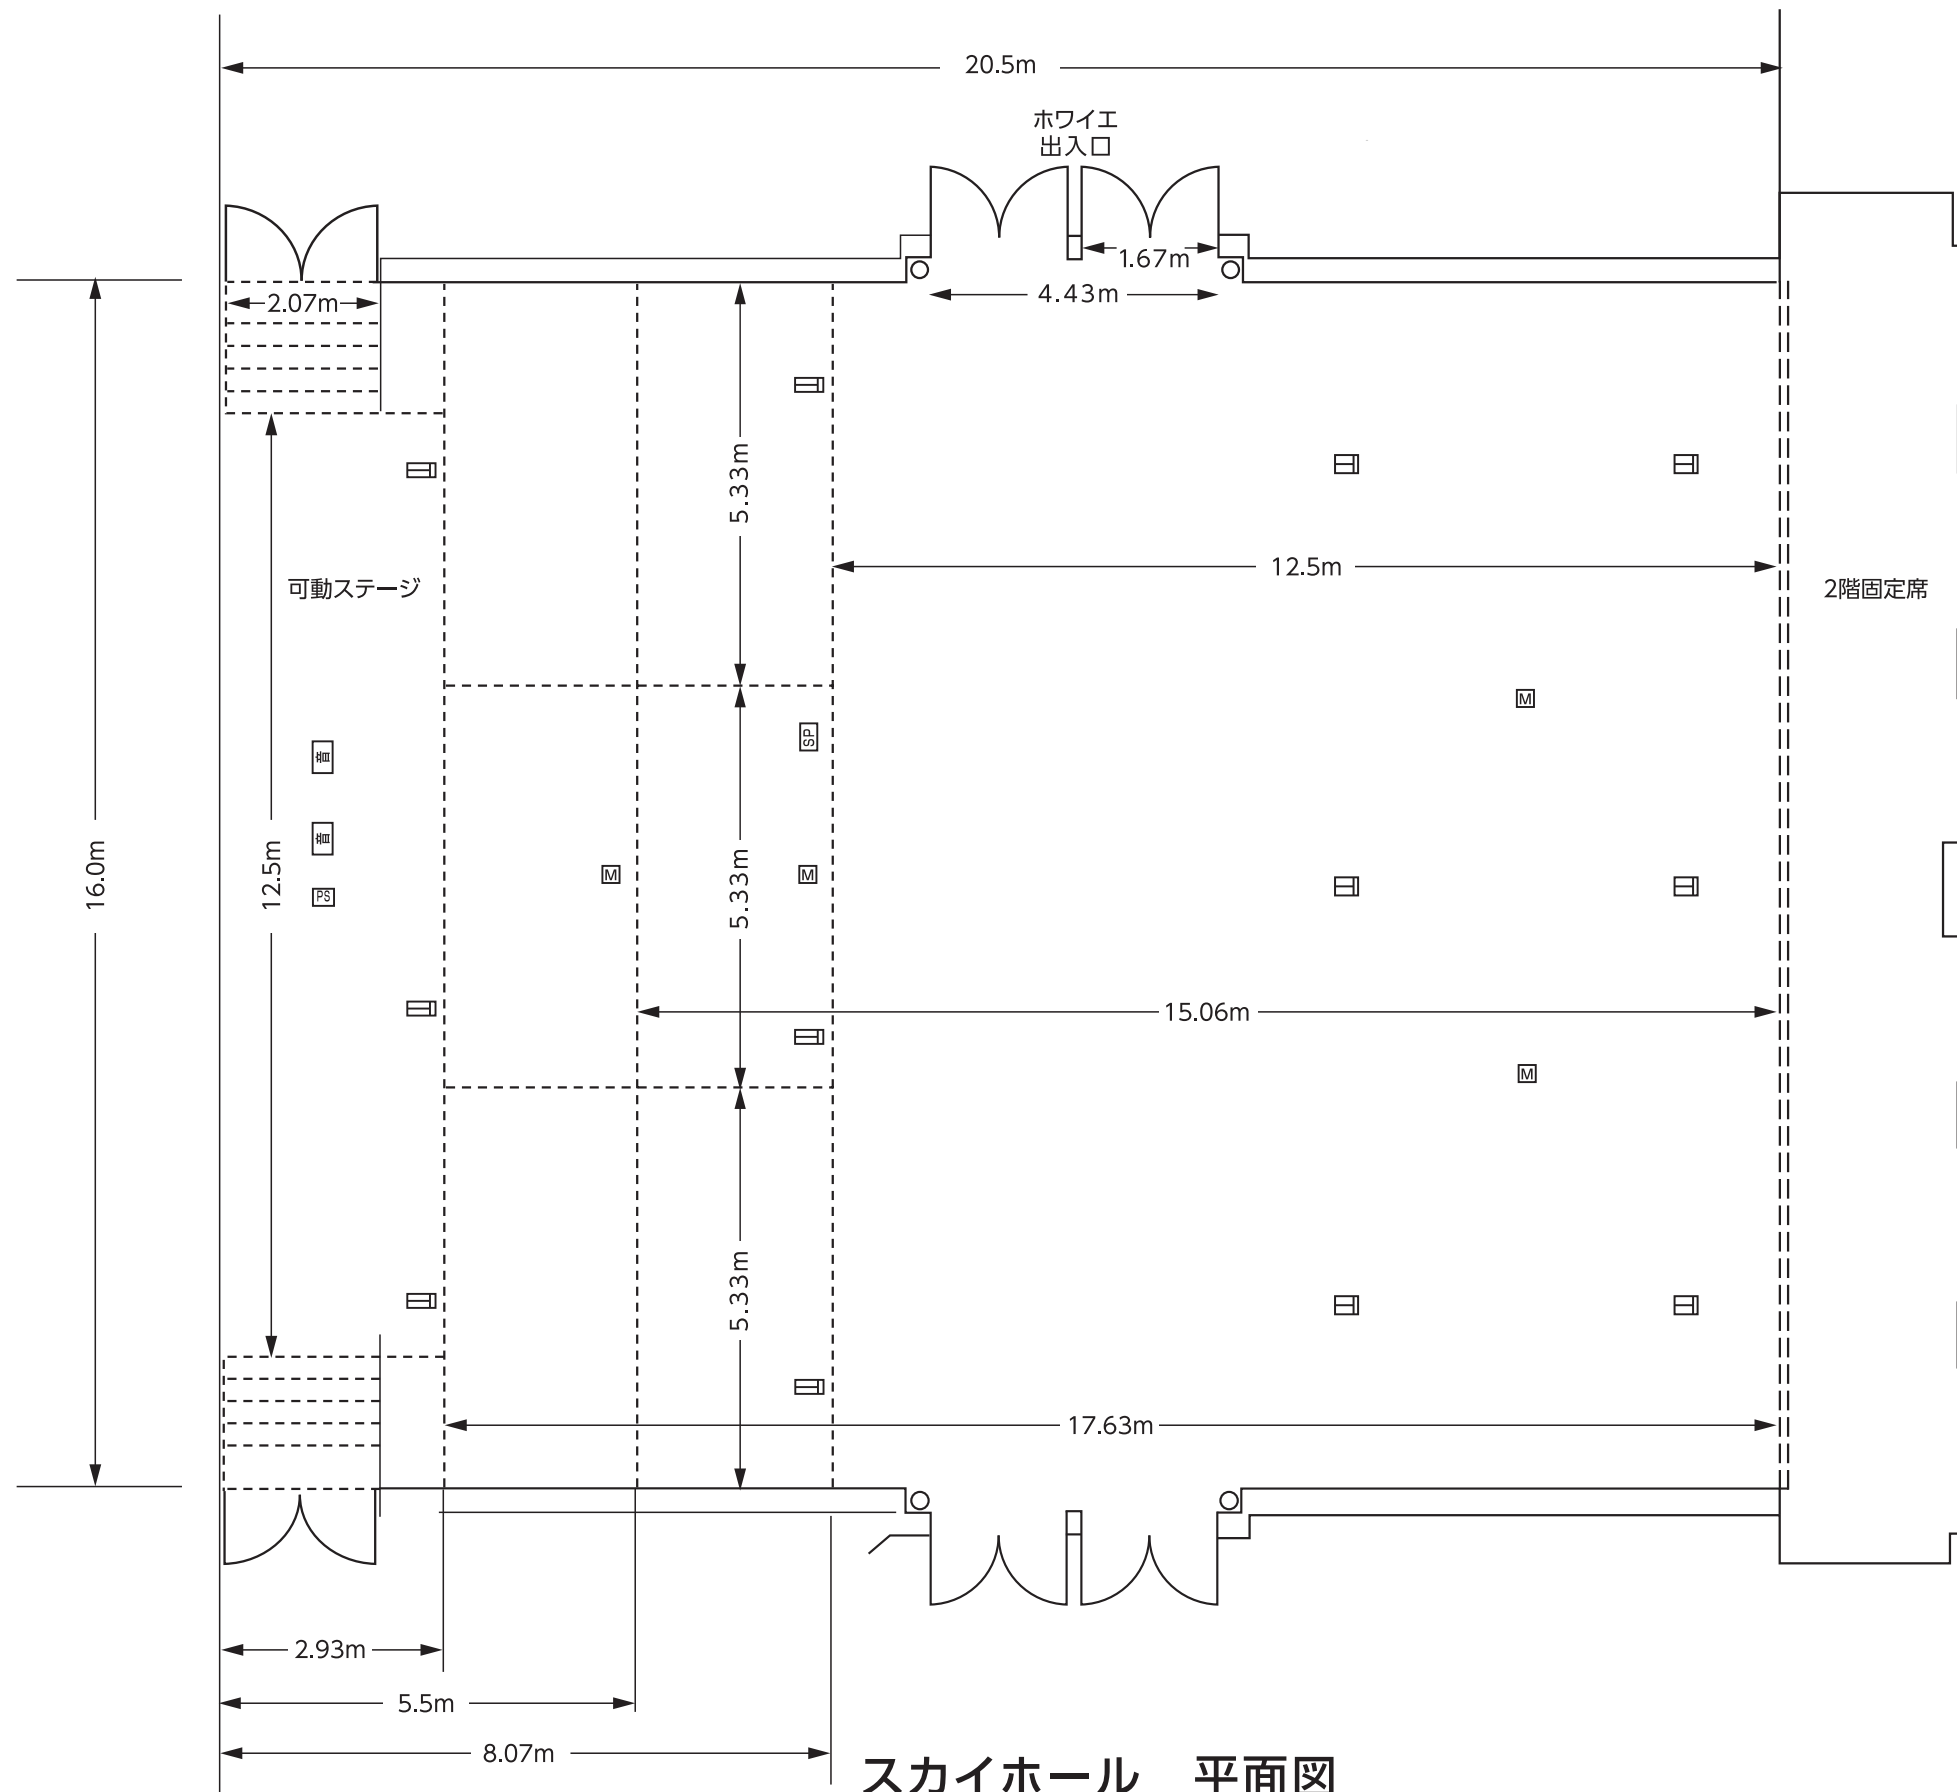 20.5m
ホワイエ
出入口
1.67m
2.07m
4.43m
5.33m
12.5m
可動ステージ
2階固定席
M
SP
音
音
PS
M
M
16.0m
12.5m
5.33m
15.06m
M
5.33m
17.63m
2.93m
5.5m
8.07m
スカイホール 平面図